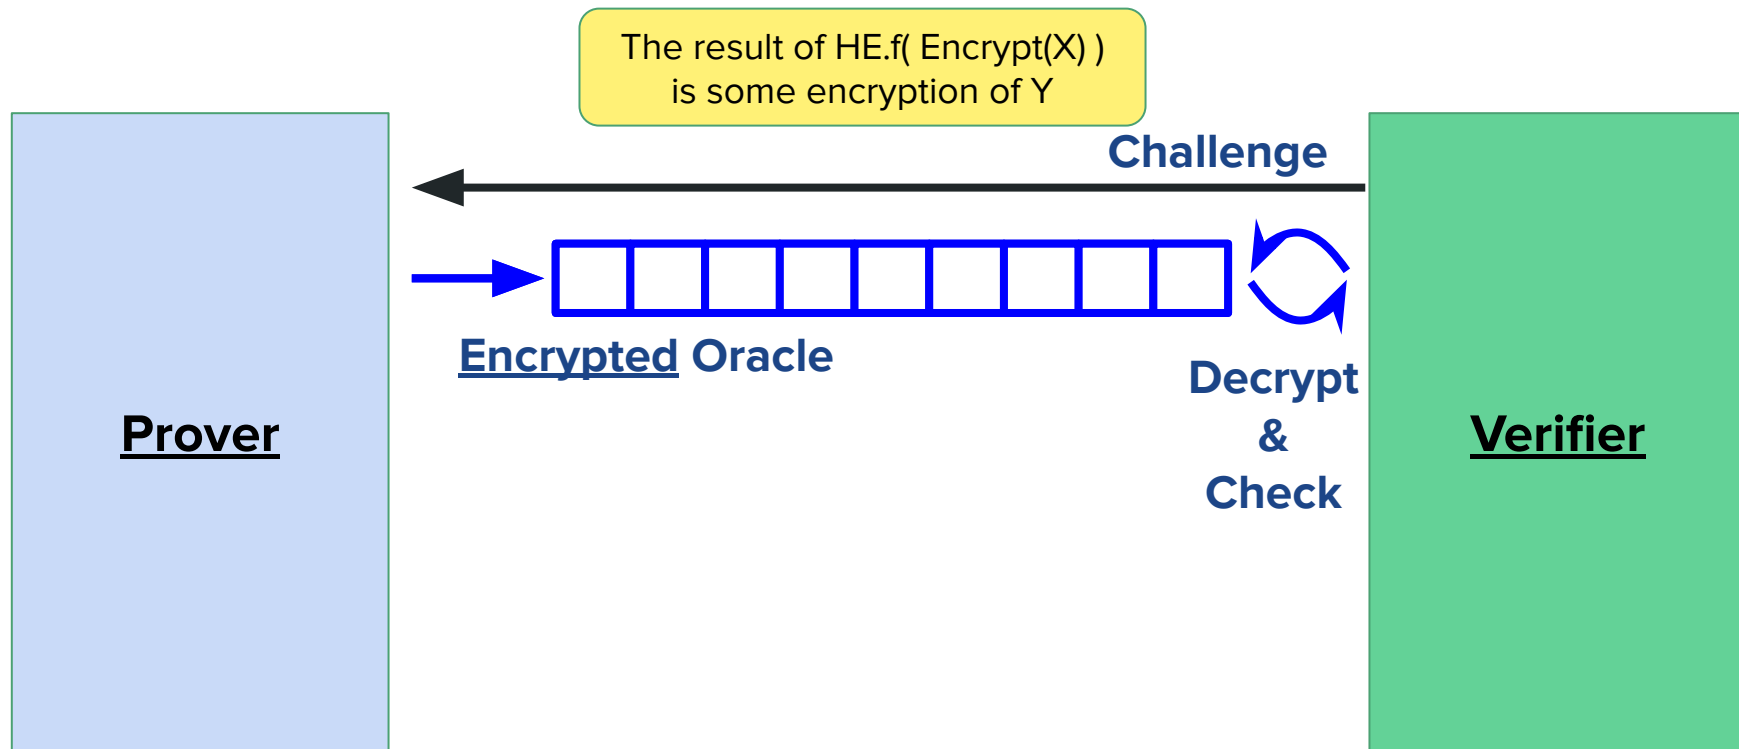 The result of HE.f( Encrypt(X) )
is some encryption of Y
Challenge
Encrypted Oracle
Decrypt
&
Check
Prover
Verifier